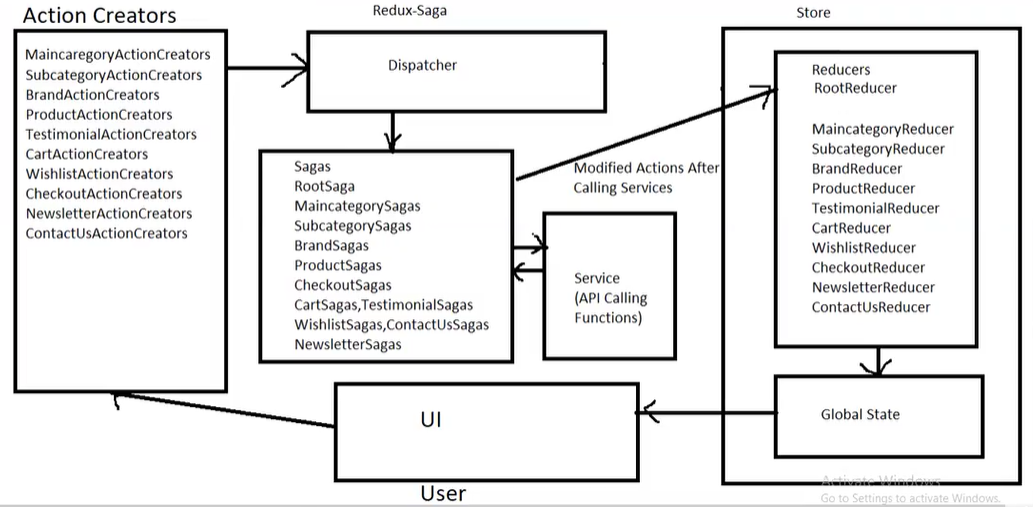 Action Creators
MaincaregoryActionCreators
SubcategoryActionCreators
BrandActionCreators
ProductActionCreators
TestimonialActionCreators
CartActionCreators
WishlistActionCreators
CheckoutActionCreators
NewsletterActionCreators
ContactUsActionCreators
Redux-Saga
Dispatcher
Sagas
RootSaga
MaincategorySagas
SubcategorySagas
BrandSagas
ProductSagas
CheckoutSagas
CartSagas,TestimonialSagas
WishlistSagas,ContactUsSagas
NewsletterSagas
Modified Actions After
Calling Services
Service
(API Calling
Functions)
Store
Reducers
RootReducer
MaincategoryReducer
SubcategoryReducer
BrandReducer
ProductReducer
TestimonialReducer
CartReducer
WishlistReducer
CheckoutReducer
NewsletterReducer
ContactUsReducer
Global State
UI
User
Activate Windows
Go to Settings to activate Windows.